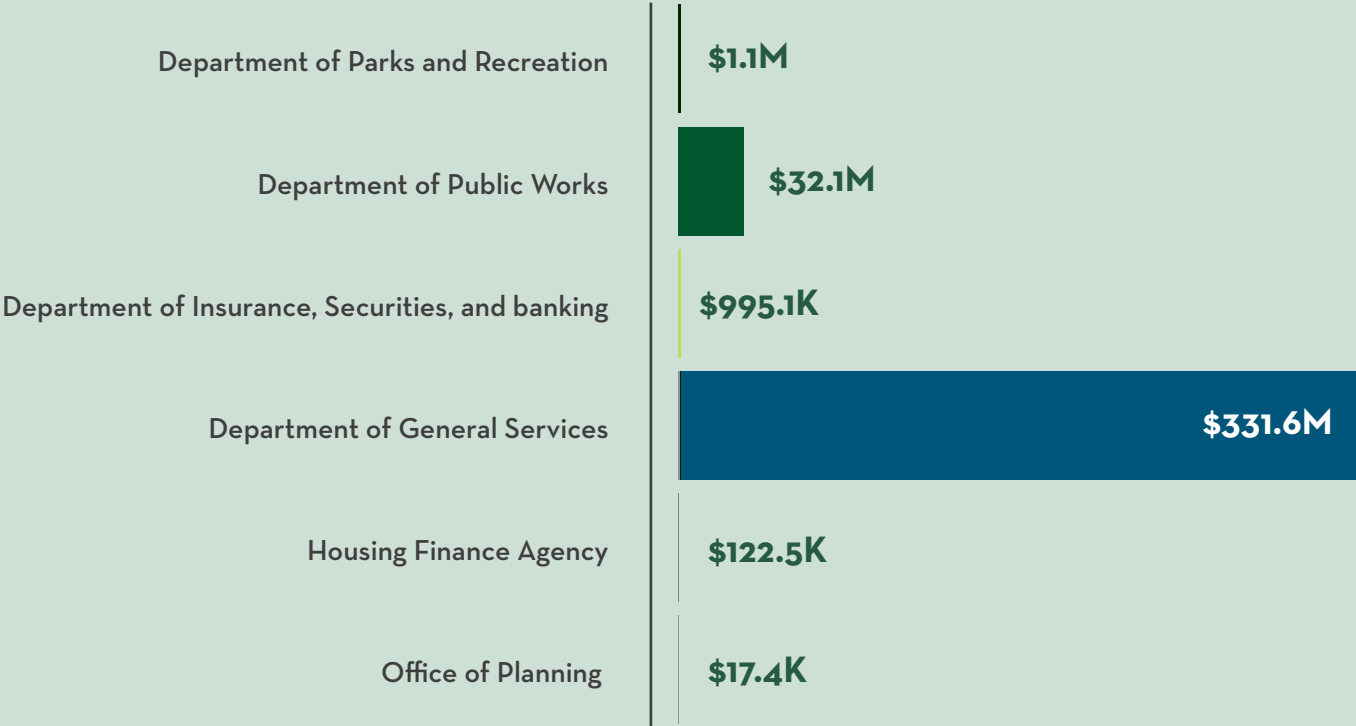 Department of Parks and Recreation $1.1M
Department of Public Works $32.1M
Department of Insurance, Securities, and banking $995.1K
Department of General Services $331.6M
Housing Finance Agency $122.5K
Office of Planning $17.4K